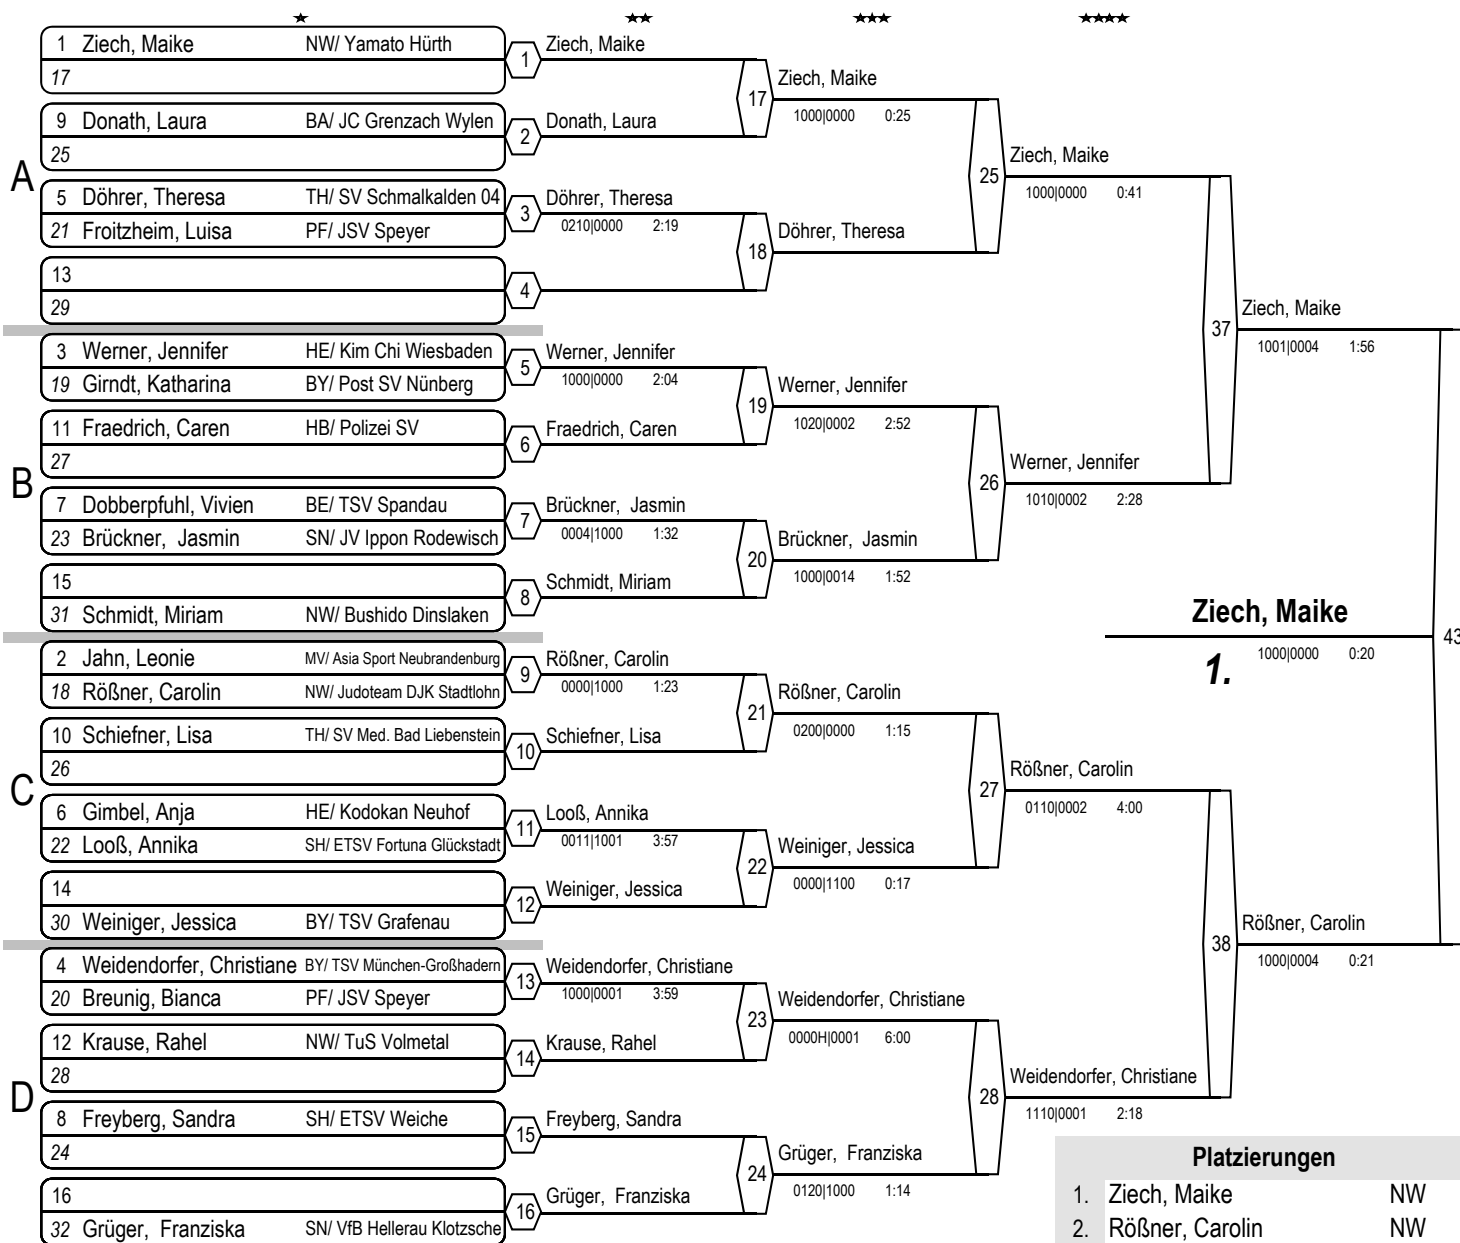 1 Ziech, Maike NW/ Yamato Hürth
17
9 Donath, Laura BA/ JC Grenzach Wylen
25
A
5 Döhrer, Theresa TH/ SV Schmalkalden 04
21 Froitzheim, Luisa PF/ JSV Speyer
13
29
3 Werner, Jennifer HE/ Kim Chi Wiesbaden
19 Girndt, Katharina BY/ Post SV Nünberg
11 Fraedrich, Caren HB/ Polizei SV
27
B
7 Dobberpfuhl, Vivien BE/ TSV Spandau
23 Brückner, Jasmin SN/ JV Ippon Rodewisch
15
31 Schmidt, Miriam NW/ Bushido Dinslaken
2 Jahn, Leonie MV/ Asia Sport Neubrandenburg
18 Rößner, Carolin NW/ Judoteam DJK Stadtlohn
10 Schiefner, Lisa TH/ SV Med. Bad Liebenstein
26
C
6 Gimbel, Anja HE/ Kodokan Neuhof
22 Looß, Annika SH/ ETSV Fortuna Glückstadt
14
30 Weiniger, Jessica BY/ TSV Grafenau
4 Weidendorfer, Christiane BY/ TSV München-Großhadern
20 Breunig, Bianca PF/ JSV Speyer
12 Krause, Rahel NW/ TuS Volmetal
28
D
8 Freyberg, Sandra SH/ ETSV Weiche
24
16
32 Grüger, Franziska SN/ VfB Hellerau Klotzsche
1 Ziech, Maike
2 Donath, Laura
3 Döhrer, Theresa
0210|0000 2:19
4
5 Werner, Jennifer
1000|0000 2:04
6 Fraedrich, Caren
7 Brückner, Jasmin
0004|1000 1:32
8 Schmidt, Miriam
9 Rößner, Carolin
0000|1000 1:23
10 Schiefner, Lisa
11 Looß, Annika
0011|1001 3:57
12 Weiniger, Jessica
13 Weidendorfer, Christiane
1000|0001 3:59
14 Krause, Rahel
15 Freyberg, Sandra
16 Grüger, Franziska
17 Ziech, Maike
1000|0000 0:25
18 Döhrer, Theresa
19 Werner, Jennifer
1020|0002 2:52
20 Brückner, Jasmin
1000|0014 1:52
21 Rößner, Carolin
0200|0000 1:15
22 Weiniger, Jessica
0000|1100 0:17
23 Weidendorfer, Christiane
0000H|0001 6:00
24 Grüger, Franziska
0120|1000 1:14
25 Ziech, Maike
1000|0000 0:41
26 Werner, Jennifer
1010|0002 2:28
27 Rößner, Carolin
0110|0002 4:00
28 Weidendorfer, Christiane
1110|0001 2:18
37 Ziech, Maike
1001|0004 1:56
38 Rößner, Carolin
1000|0004 0:21
Ziech, Maike
43
1. 1000|0000 0:20
Platzierungen
1. Ziech, Maike NW
2. Rößner, Carolin NW